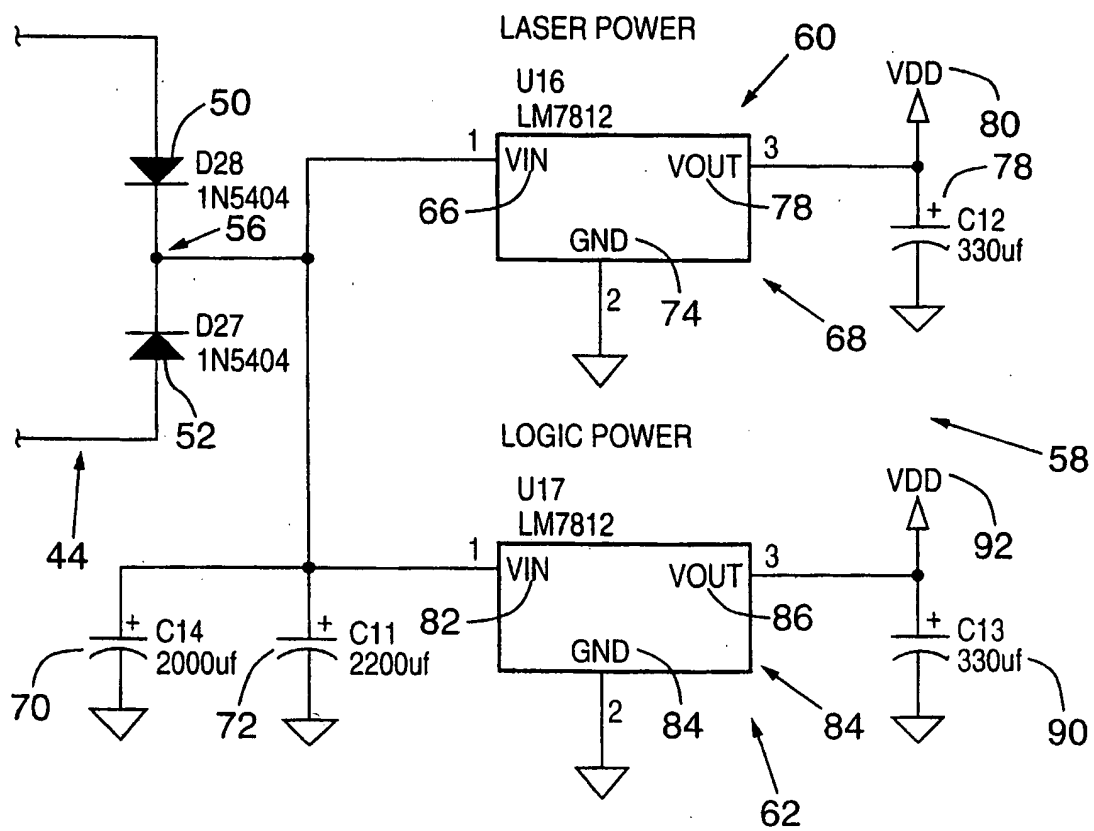 LASER POWER
60
U16
LM7812
VDD
80
50
1
VIN
VOUT
3
D28
1N5404
66
78
78
+
C12
330uf
56
GND
74
2
68
D27
1N5404
52
LOGIC POWER
58
44
U17
LM7812
VDD
92
1
VIN
VOUT
3
82
86
+
C14
2000uf
+
C11
2200uf
+
C13
330uf
GND
70
72
2
84
84
90
62